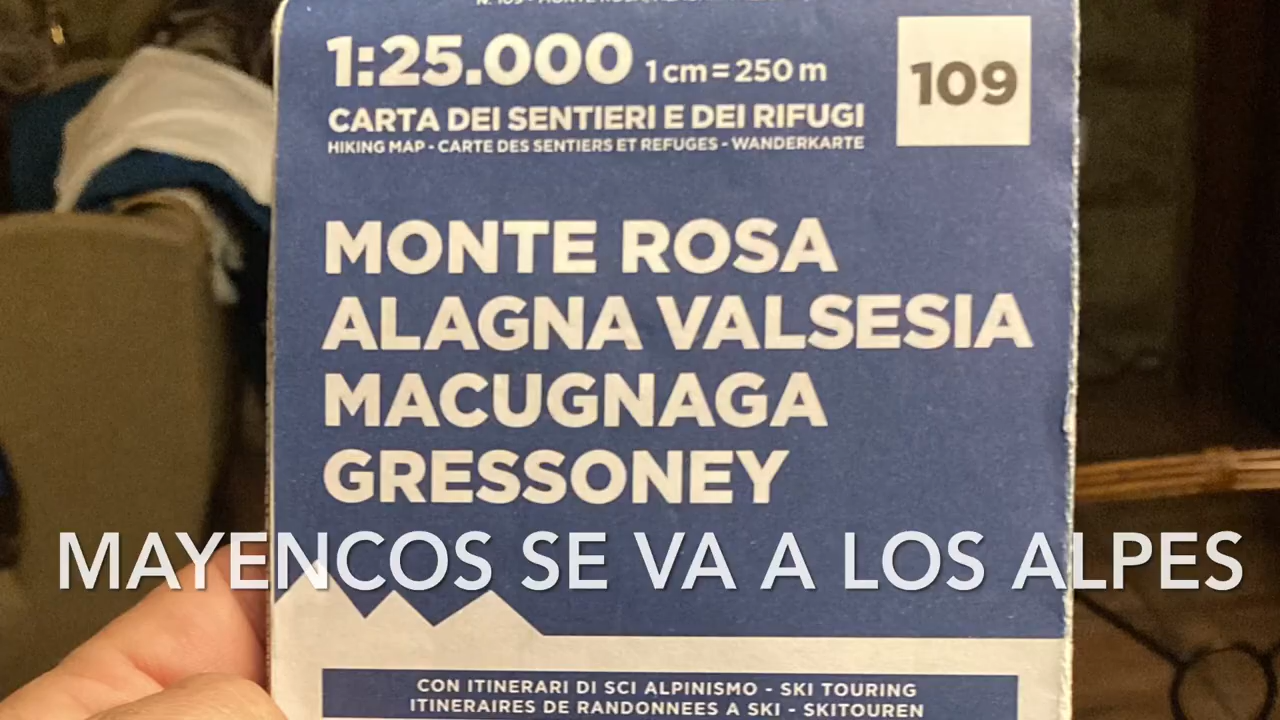 1:25.000 1 cm = 250 m
109
CARTA DEI SENTIERI E DEI RIFUGI
HIKING MAP - CARTE DES SENTIERS ET REFUGES - WANDERKARTE
MONTE ROSA
ALAGNA VALSESIA
MACUGNAGA
GRESSONEY
MAYENCOS SE VA A LOS ALPES
CON ITINERARI DI SCI ALPINISMO - SKI TOURING
ITINERAIRES DE RANDONNEES A SKI - SKITOUREN